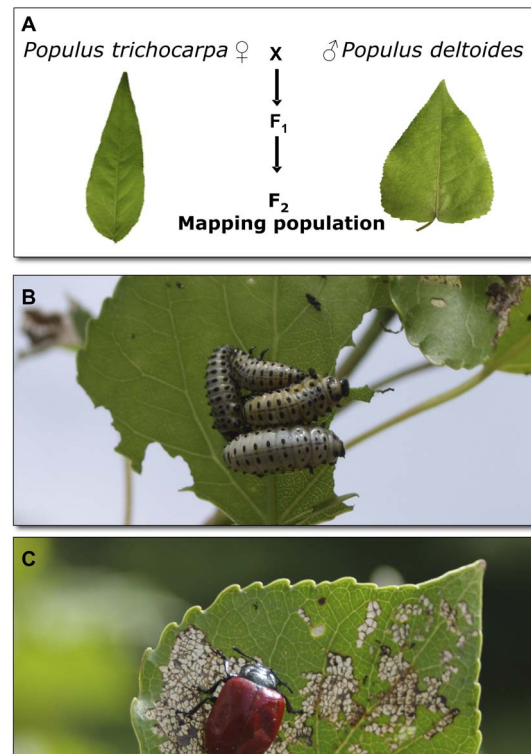 A
Populus trichocarpa ♀ X ♂ Populus deltoides
F₁
F₂
Mapping population
B
C